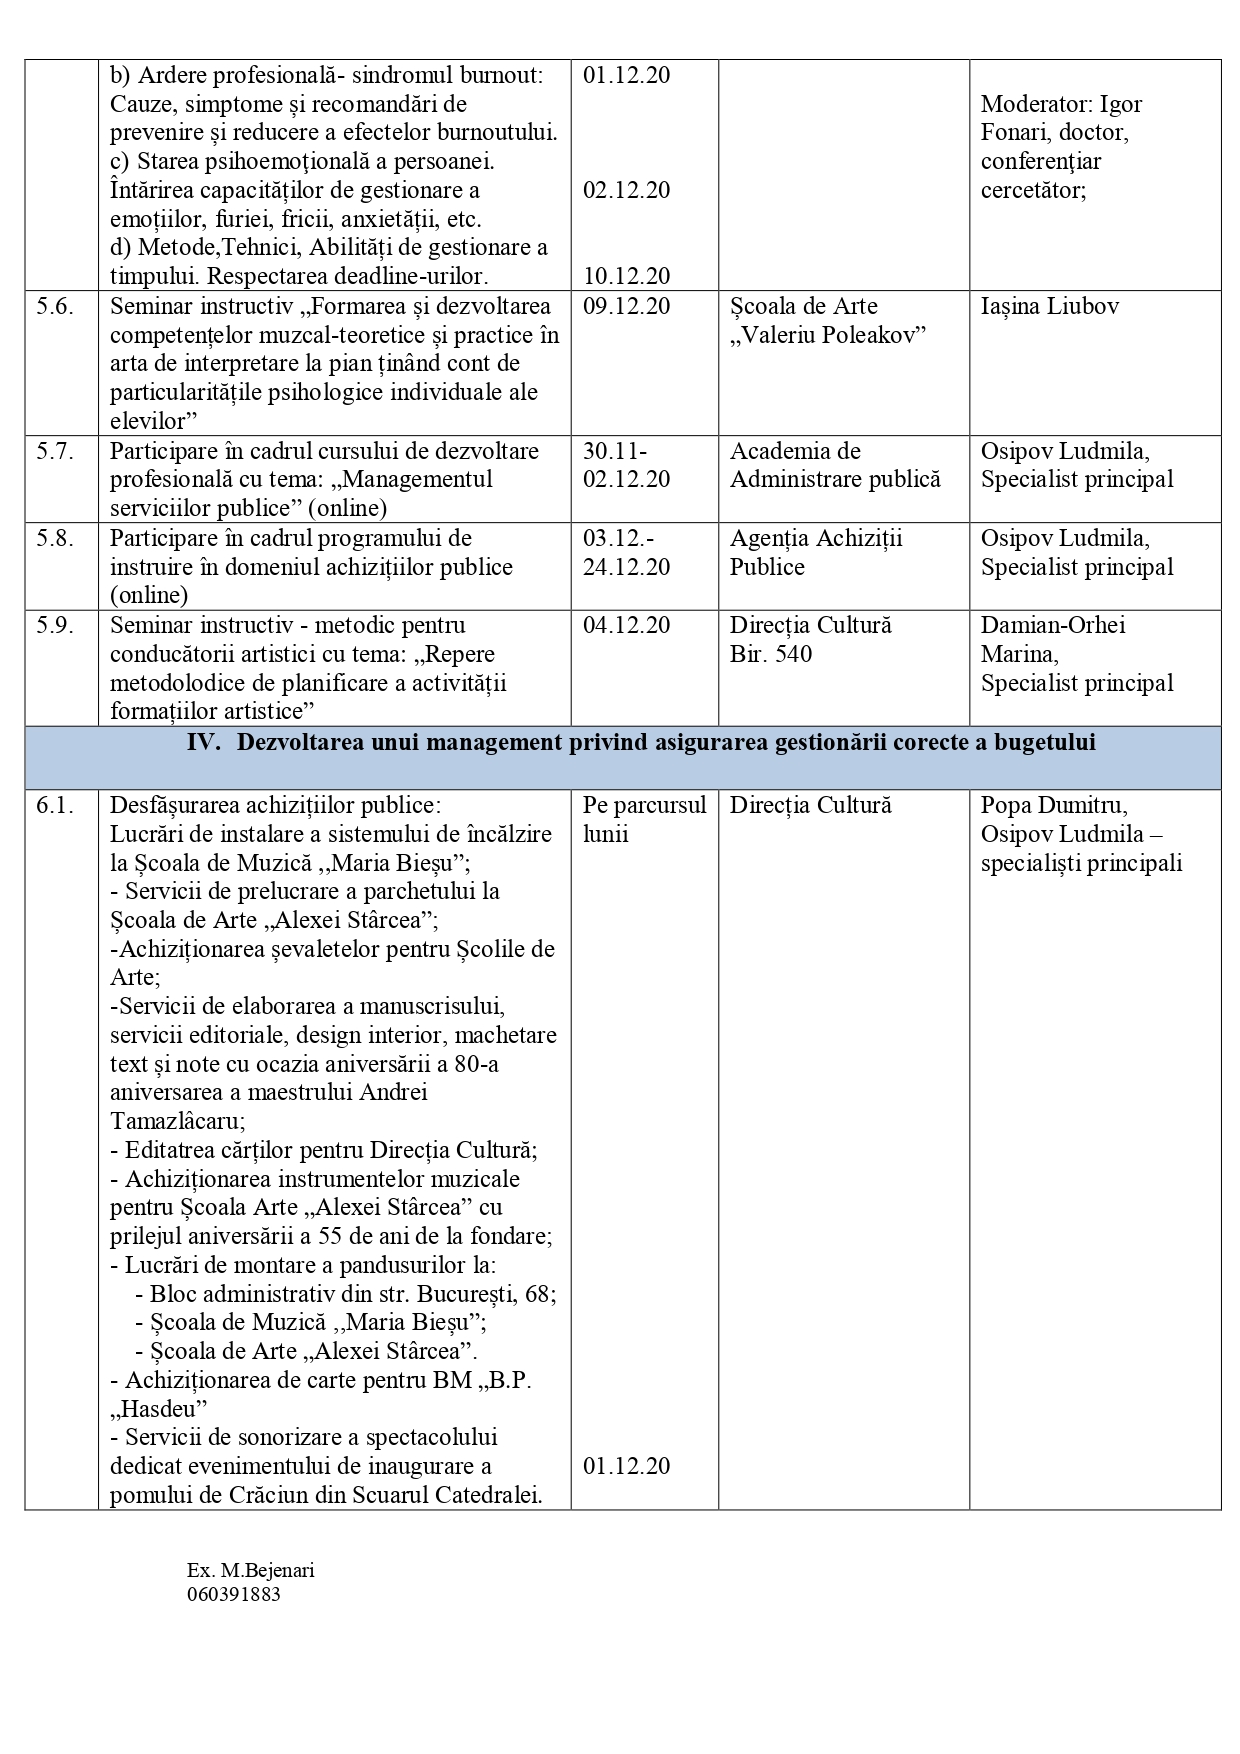 b) Ardere profesională- sindromul burnout:
Cauze, simptome și recomandări de
prevenire și reducere a efectelor burnoutului.
c) Starea psihoemoţională a persoanei.
Întărirea capacităților de gestionare a
emoțiilor, furiei, fricii, anxietății, etc.
d) Metode,Tehnici, Abilități de gestionare a
timpului. Respectarea deadline-urilor.
01.12.20
02.12.20
10.12.20
Moderator: Igor
Fonari, doctor,
conferenţiar
cercetător;
5.6.
Seminar instructiv „Formarea și dezvoltarea
competențelor muzcal-teoretice și practice în
arta de interpretare la pian ținând cont de
particularitățile psihologice individuale ale
elevilor”
09.12.20
Școala de Arte
„Valeriu Poleakov”
Iașina Liubov
5.7.
Participare în cadrul cursului de dezvoltare
profesională cu tema: „Managementul
serviciilor publice” (online)
30.11-
02.12.20
Academia de
Administrare publică
Osipov Ludmila,
Specialist principal
5.8.
Participare în cadrul programului de
instruire în domeniul achizițiilor publice
(online)
03.12.-
24.12.20
Agenția Achiziții
Publice
Osipov Ludmila,
Specialist principal
5.9.
Seminar instructiv - metodic pentru
conducătorii artistici cu tema: „Repere
metodolodice de planificare a activității
formațiilor artistice”
04.12.20
Direcția Cultură
Bir. 540
Damian-Orhei
Marina,
Specialist principal
IV. Dezvoltarea unui management privind asigurarea gestionării corecte a bugetului
6.1.
Desfășurarea achizițiilor publice:
Lucrări de instalare a sistemului de încălzire
la Școala de Muzică ,,Maria Bieșu”;
- Servicii de prelucrare a parchetului la
Școala de Arte „Alexei Stârcea”;
-Achiziționarea șevaletelor pentru Școlile de
Arte;
-Servicii de elaborarea a manuscrisului,
servicii editoriale, design interior, machetare
text și note cu ocazia aniversării a 80-a
aniversarea a maestrului Andrei
Tamazlâcaru;
- Editatrea cărților pentru Direcția Cultură;
- Achiziționarea instrumentelor muzicale
pentru Școala Arte „Alexei Stârcea” cu
prilejul aniversării a 55 de ani de la fondare;
- Lucrări de montare a pandusurilor la:
- Bloc administrativ din str. București, 68;
- Școala de Muzică ,,Maria Bieșu”;
- Școala de Arte „Alexei Stârcea”.
- Achiziționarea de carte pentru BM „B.P.
„Hasdeu”
- Servicii de sonorizare a spectacolului
dedicat evenimentului de inaugurare a
pomului de Crăciun din Scuarul Catedralei.
Pe parcursul
lunii
01.12.20
Direcția Cultură
Popa Dumitru,
Osipov Ludmila –
specialiști principali
Ex. M.Bejenari
060391883